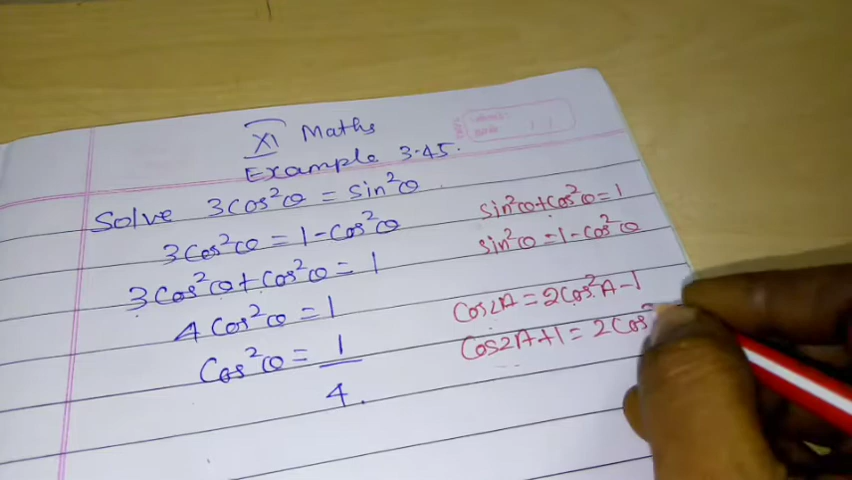 XI Maths
Example 3.45.
Solve 3cos²θ = sin²θ
3cos²θ = 1 - cos²θ
3cos²θ + cos²θ = 1
4cos²θ = 1
cos²θ = 1
4.
sin²θ + cos²θ = 1
sin²θ = 1 - cos²θ
cos2A = 2cos²A - 1
cos2A + 1 = 2cos²